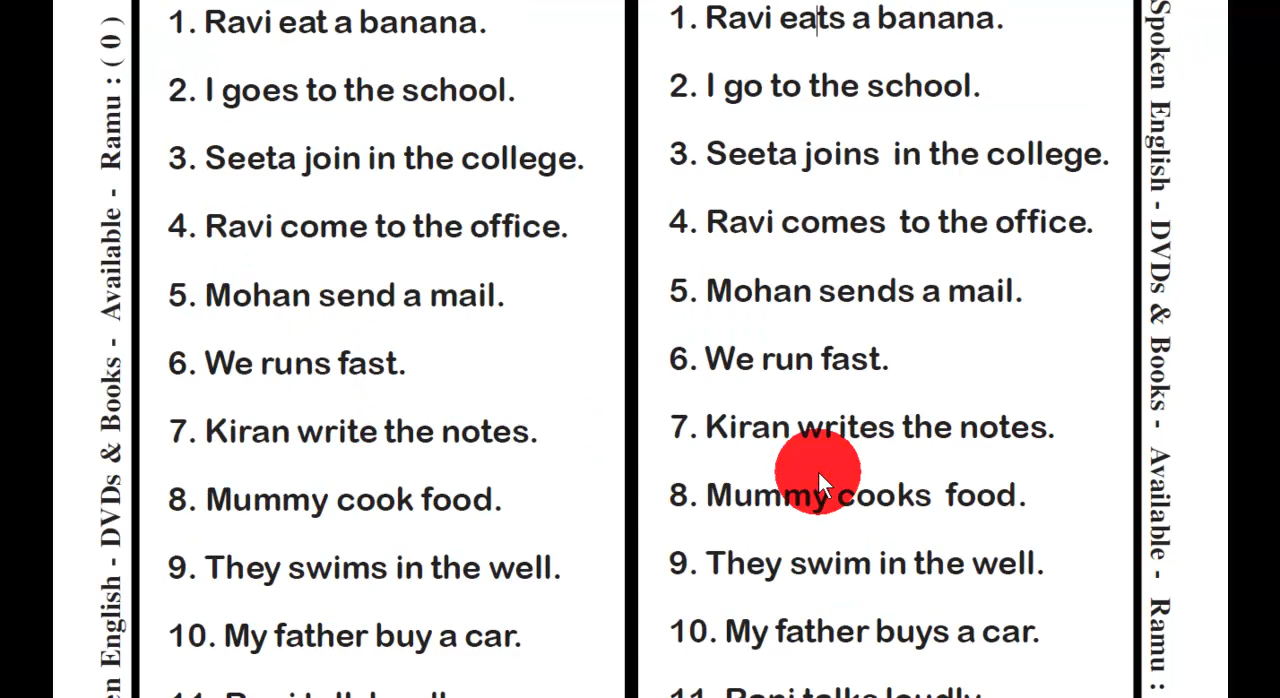 en English - DVDs & Books - Available - Ramu : ( 0 )
1. Ravi eat a banana.
2. I goes to the school.
3. Seeta join in the college.
4. Ravi come to the office.
5. Mohan send a mail.
6. We runs fast.
7. Kiran write the notes.
8. Mummy cook food.
9. They swims in the well.
10. My father buy a car.
1. Ravi eats a banana.
2. I go to the school.
3. Seeta joins in the college.
4. Ravi comes to the office.
5. Mohan sends a mail.
6. We run fast.
7. Kiran writes the notes.
8. Mummy cooks food.
9. They swim in the well.
10. My father buys a car.
11. Rani talks loudly
Spoken English - DVDs & Books - Available - Ramu :